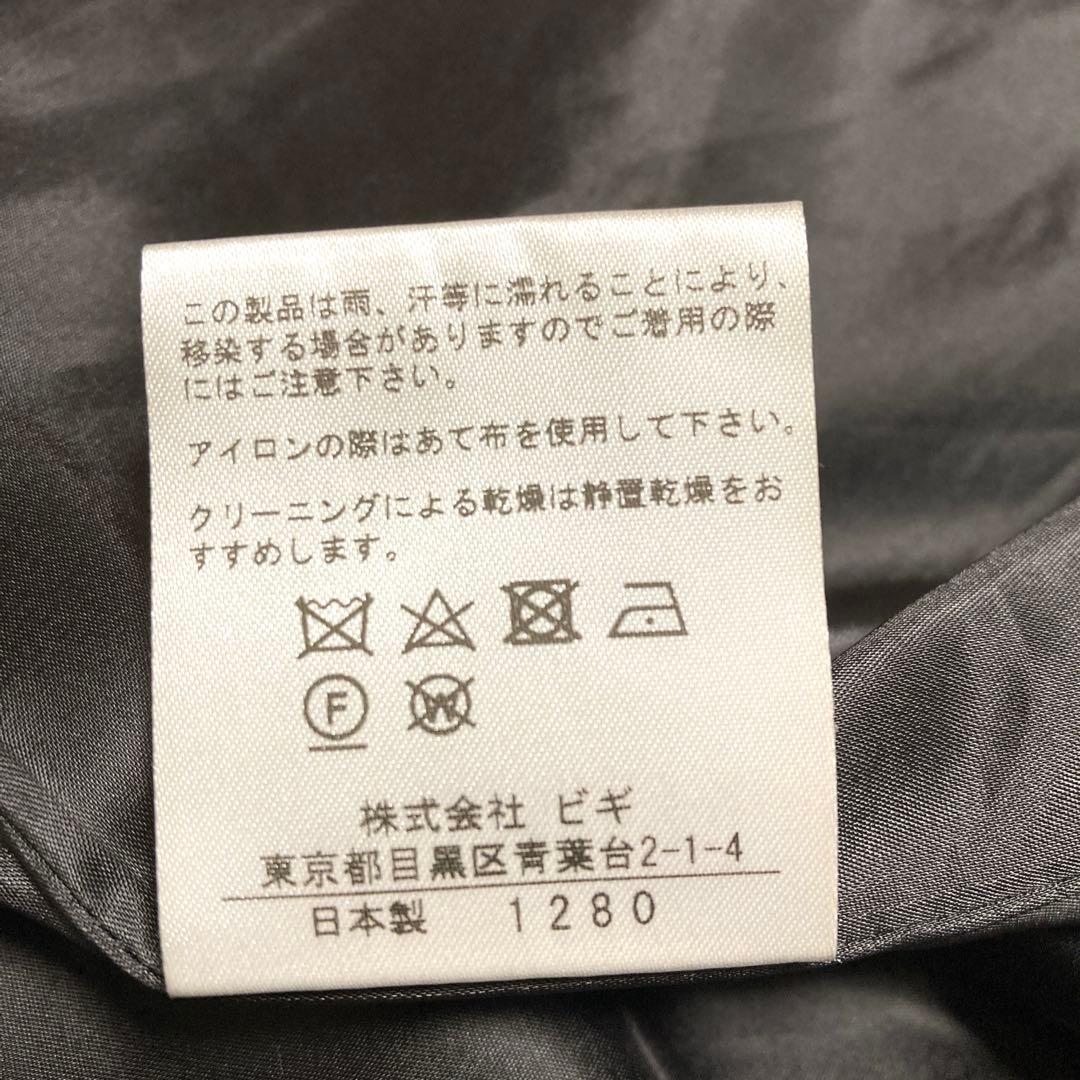 この製品は雨、汗等に濡れることにより、
移染する場合がありますのでご着用の際
にはご注意下さい。
アイロンの際はあて布を使用して下さい。
クリーニングによる乾燥は静置乾燥をお
すすめします。
F W
株式会社 ビギ
東京都目黒区青葉台2-1-4
日本製 1280